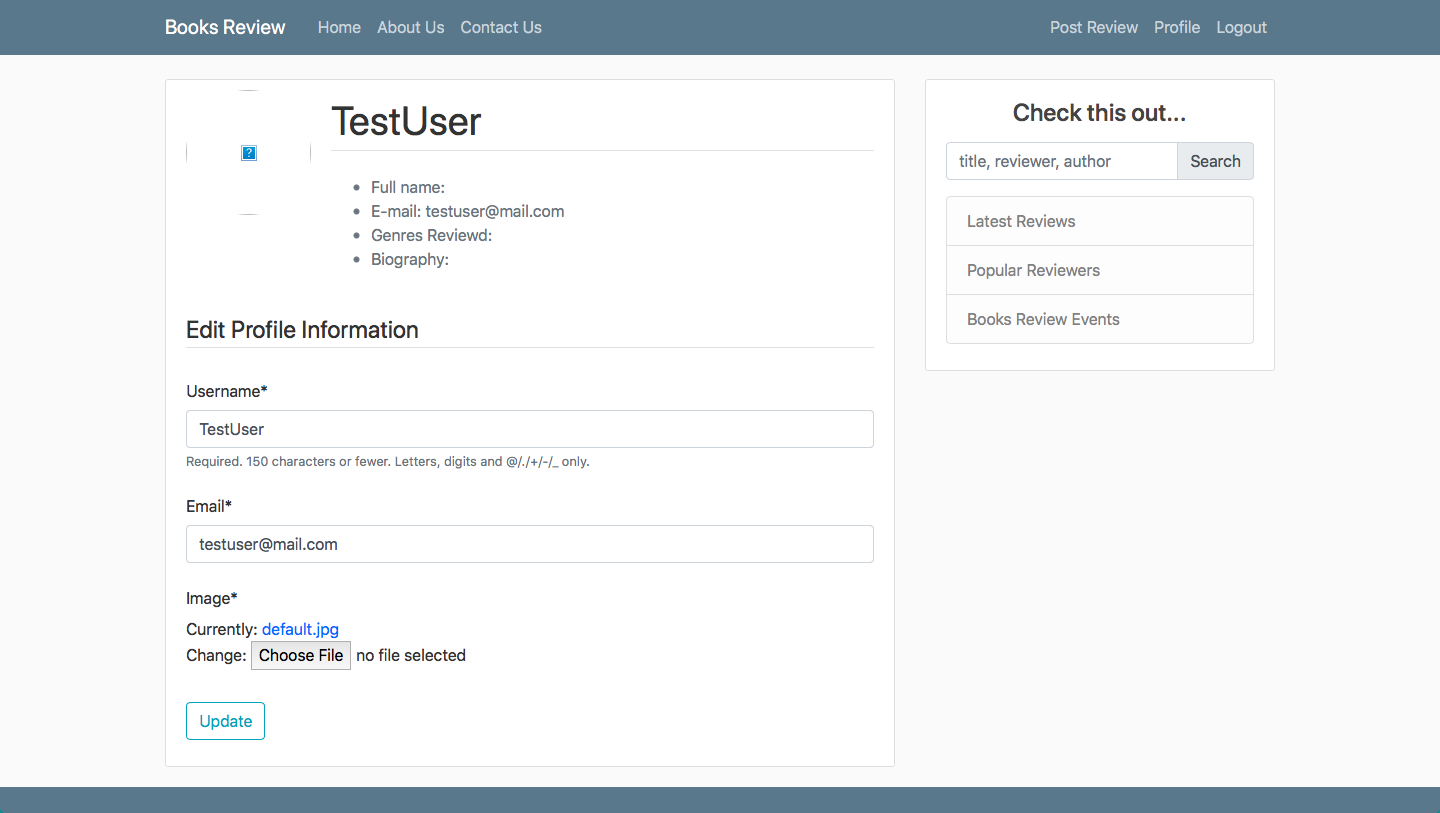 Books Review Home About Us Contact Us Post Review Profile Logout
TestUser
Full name:
E-mail: testuser@mail.com
Genres Reviewd:
Biography:
Edit Profile Information
Username*
TestUser
Required. 150 characters or fewer. Letters, digits and @/./+/-/_ only.
Email*
testuser@mail.com
Image*
Currently: default.jpg
Change: Choose File no file selected
Update
Check this out...
title, reviewer, author Search
Latest Reviews
Popular Reviewers
Books Review Events